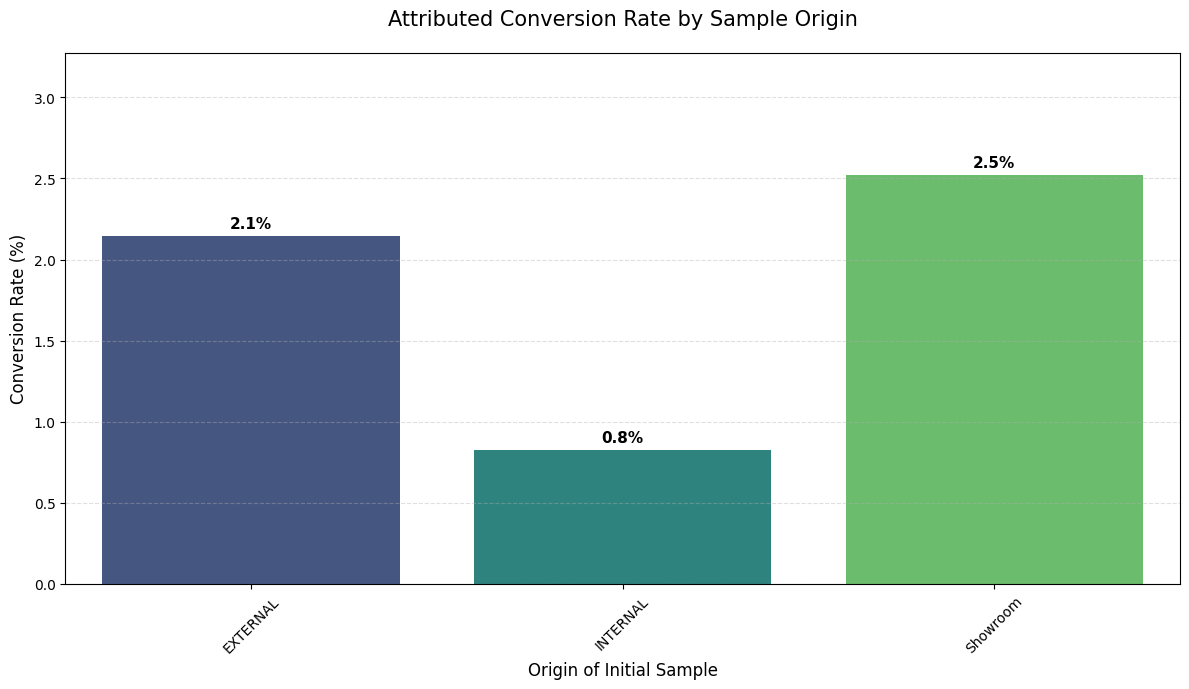 Attributed Conversion Rate by Sample Origin
Conversion Rate (%)
3.0
2.5
2.0
1.5
1.0
0.5
0.0
2.1%
0.8%
2.5%
EXTERNAL
INTERNAL
Showroom
Origin of Initial Sample